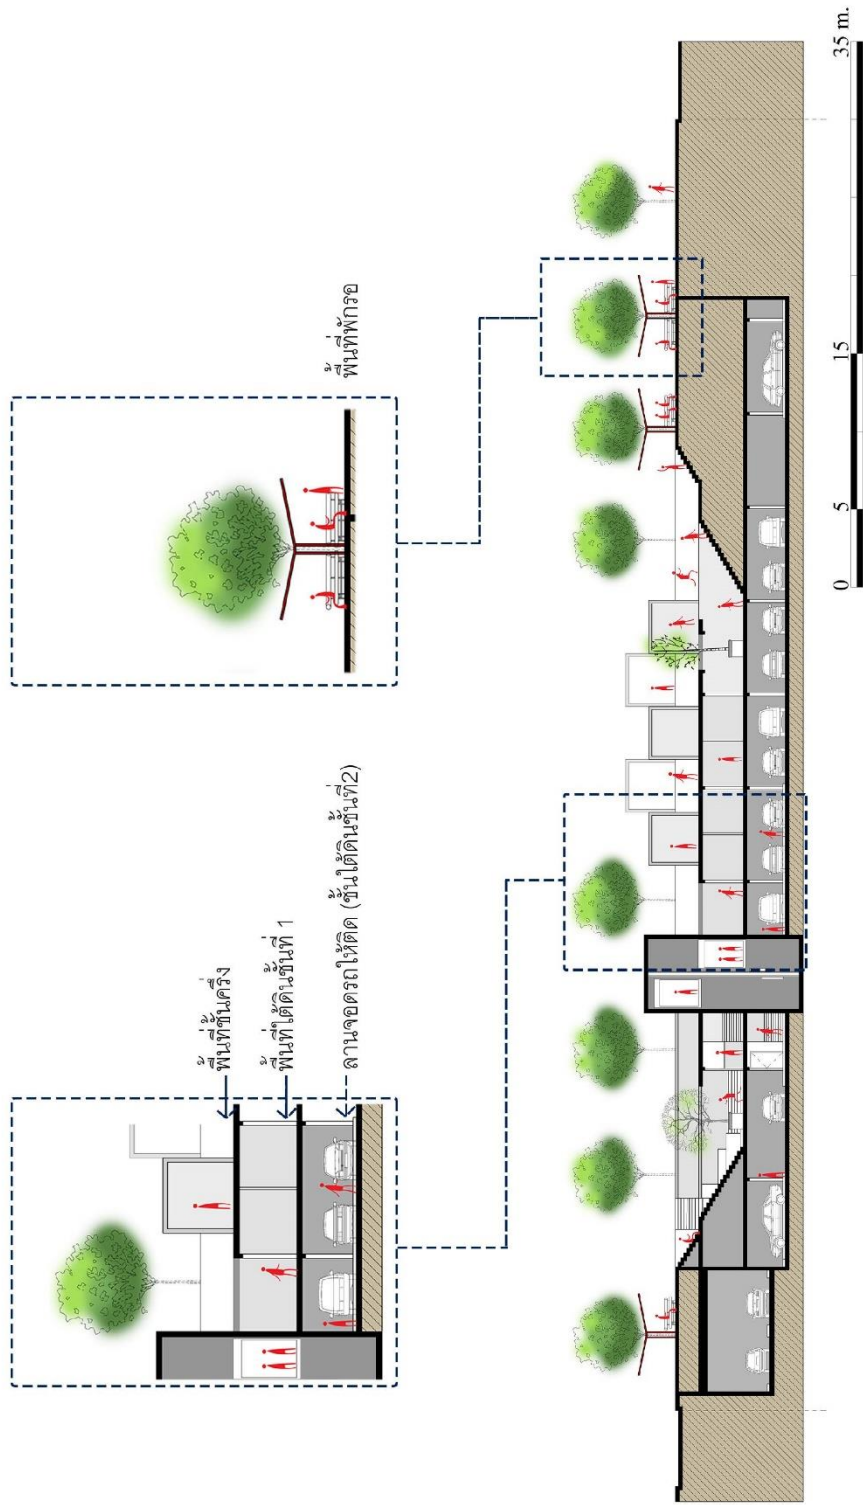 พื้นที่ชั้นครึ่ง
พื้นที่ใต้ดินชั้นที่ 1
ลานจอดรถใต้ติด (ชั้นใต้ดินชั้นที่2)
พื้นที่พักรอ
0 5 15 35 m.